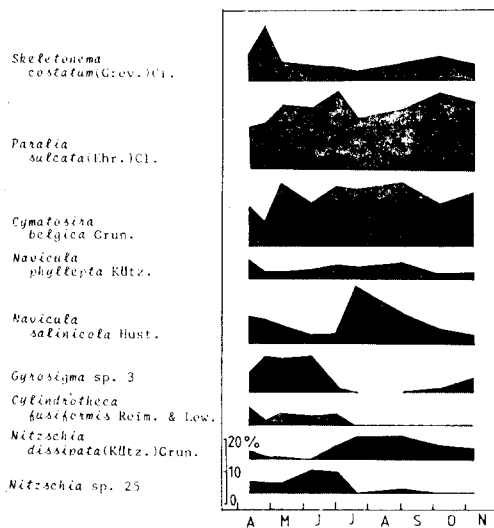 Skeletonema
costatum(Grev.)Cl.
Paralia
sulcata(Ehr.)Cl.
Cymatosira
belgica Grun.
Navicula
phyllepta Kütz.
Navicula
salinicola Hust.
Gyrosigma sp. 3
Cylindrotheca
fusiformis Reim. & Lew.
Nitzschia
dissipata(Kütz.)Grun.
Nitzschia sp. 25
20%
10
0
A M J J A S O N